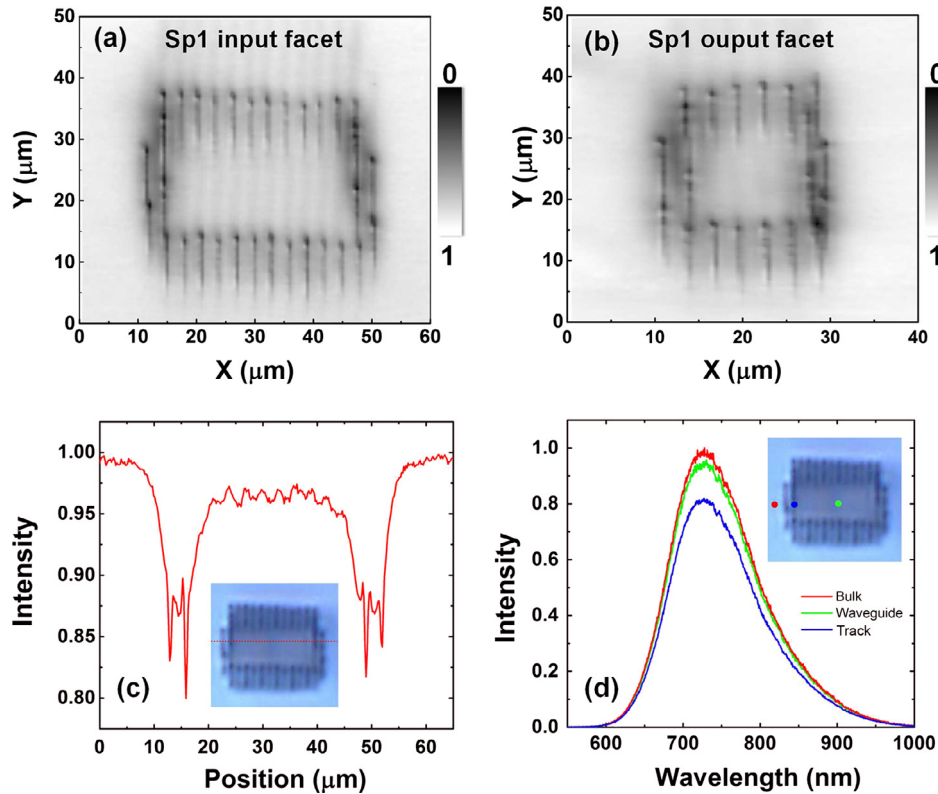 (a) Sp1 input facet
50
40
30
20
10
0
0 10 20 30 40 50 60
Y (μm)
X (μm)
0
1
(b) Sp1 ouput facet
50
40
30
20
10
0
10 20 30 40
Y (μm)
X (μm)
0
1
1.00
0.95
0.90
0.85
0.80
0 10 20 30 40 50 60
Intensity
Position (μm)
(c)
1.0
0.8
0.6
0.4
0.2
0.0
600 700 800 900 1000
Intensity
Wavelength (nm)
Bulk
Waveguide
Track
(d)